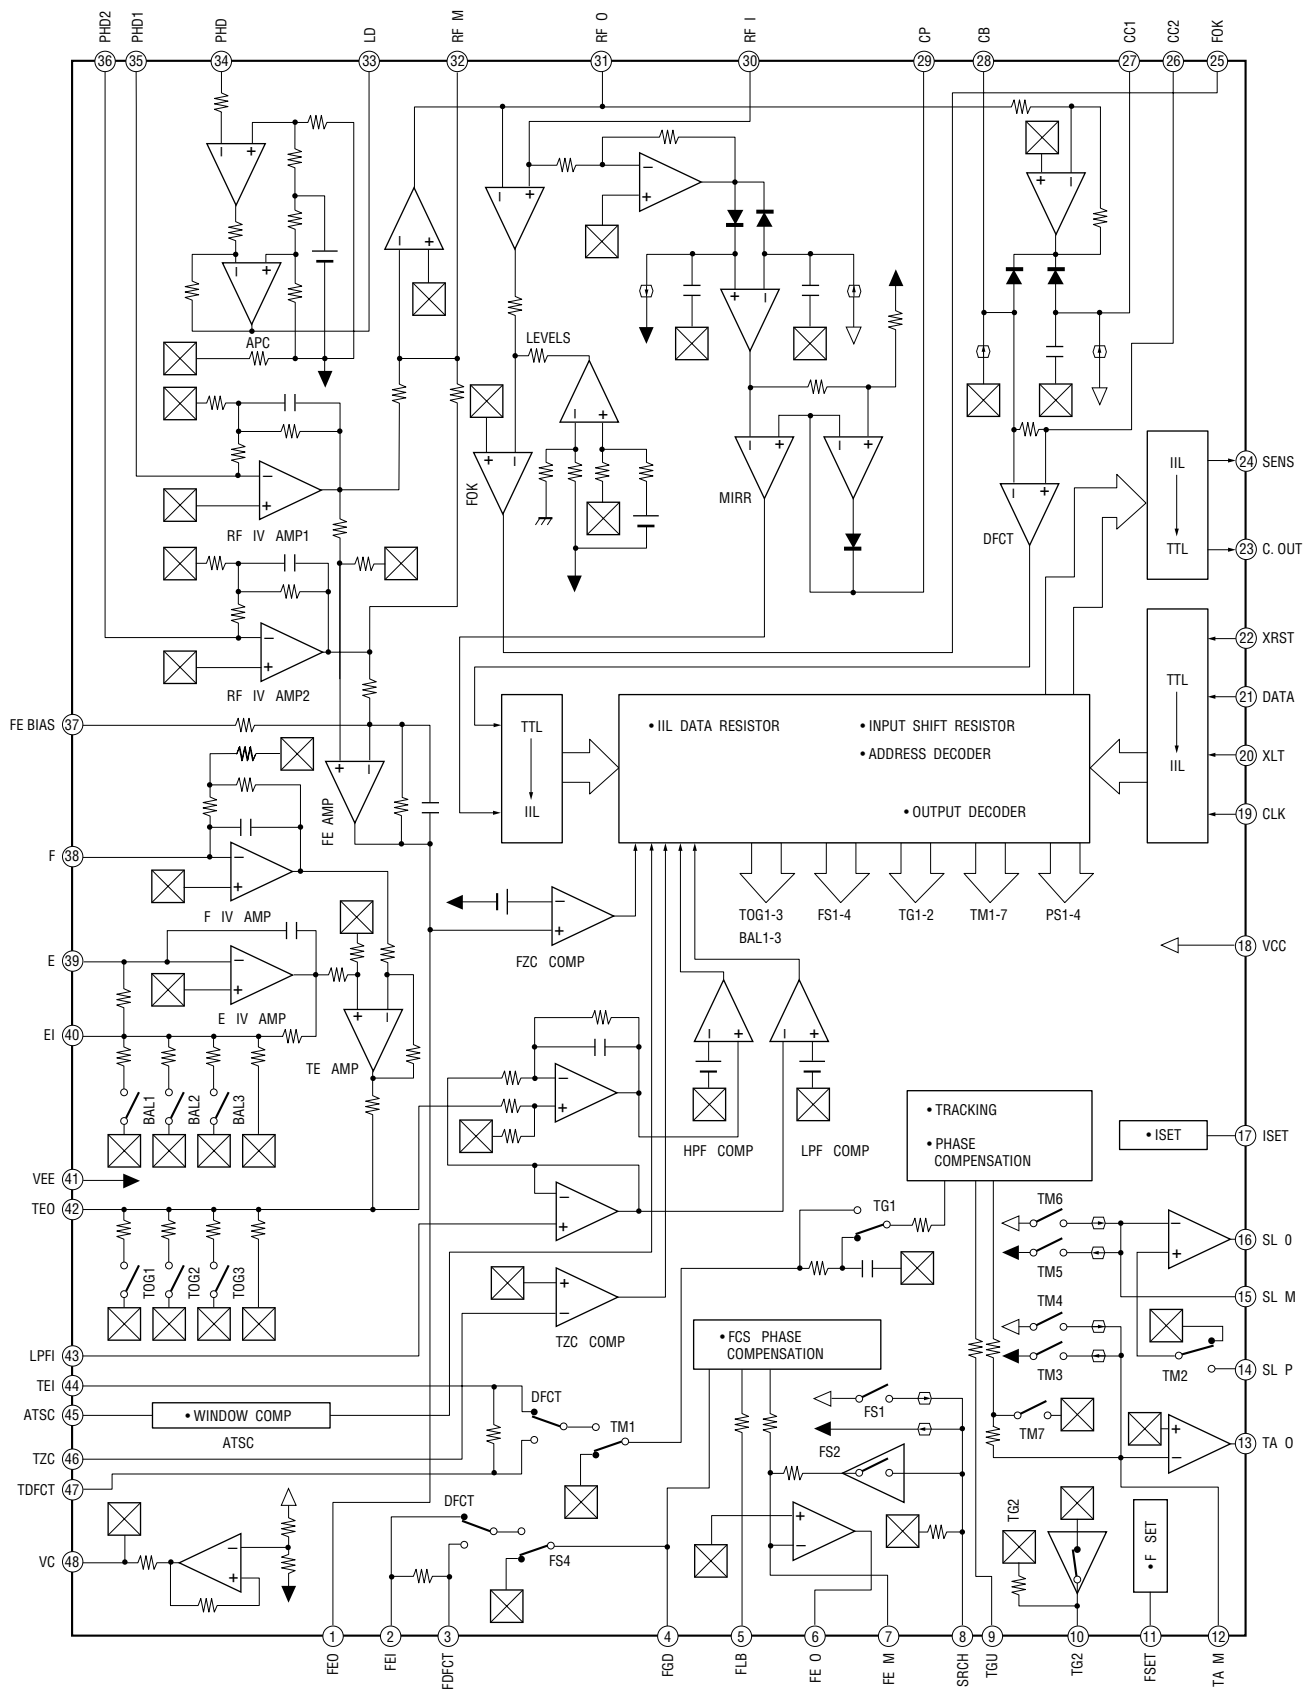 PHD2 PHD1 PHD LD RF M RF O RF I CP CB CC1 CC2 FOK
36 35 34 33 32 31 30 29 28 27 26 25
APC
LEVELS
FOK
MIRR
DFCT
RF IV AMP1
RF IV AMP2
IIL
TTL
24 SENS
23 C. OUT
22 XRST
21 DATA
20 XLT
19 CLK
TTL
IIL
FE BIAS 37
TTL
IIL
• IIL DATA RESISTOR
• INPUT SHIFT RESISTOR
• ADDRESS DECODER
• OUTPUT DECODER
FE AMP
F 38
F IV AMP
TOG1-3 FS1-4 TG1-2 TM1-7 PS1-4
BAL1-3
18 VCC
E 39
E IV AMP
FZC COMP
EI 40
TE AMP
BAL1 BAL2 BAL3
HPF COMP LPF COMP
• TRACKING
• PHASE
COMPENSATION
• ISET
17 ISET
VEE 41
TEO 42
TOG1 TOG2 TOG3
TG1
TM6
TM5
16 SL O
15 SL M
TZC COMP
TM4
TM3
TM2
14 SL P
• FCS PHASE
COMPENSATION
LPFI 43
TEI 44
ATSC 45
• WINDOW COMP
ATSC
DFCT
TM1
FS1
FS2
TM7
13 TA O
TZC 46
TDFCT 47
DFCT
FS4
TG2
• F SET
VC 48
1 2 3 4 5 6 7 8 9 10 11 12
FEO FEI FDFCT FGD FLB FE O FE M SRCH TGU TG2 FSET TA M